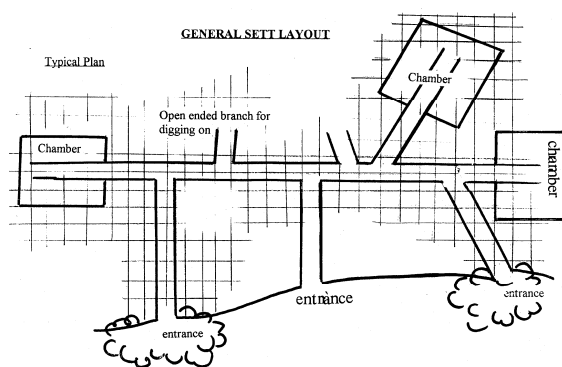 GENERAL SETT LAYOUT
Typical Plan
Chamber
Open ended branch for
digging on
Chamber
chamber
entrance
entrance
entrance